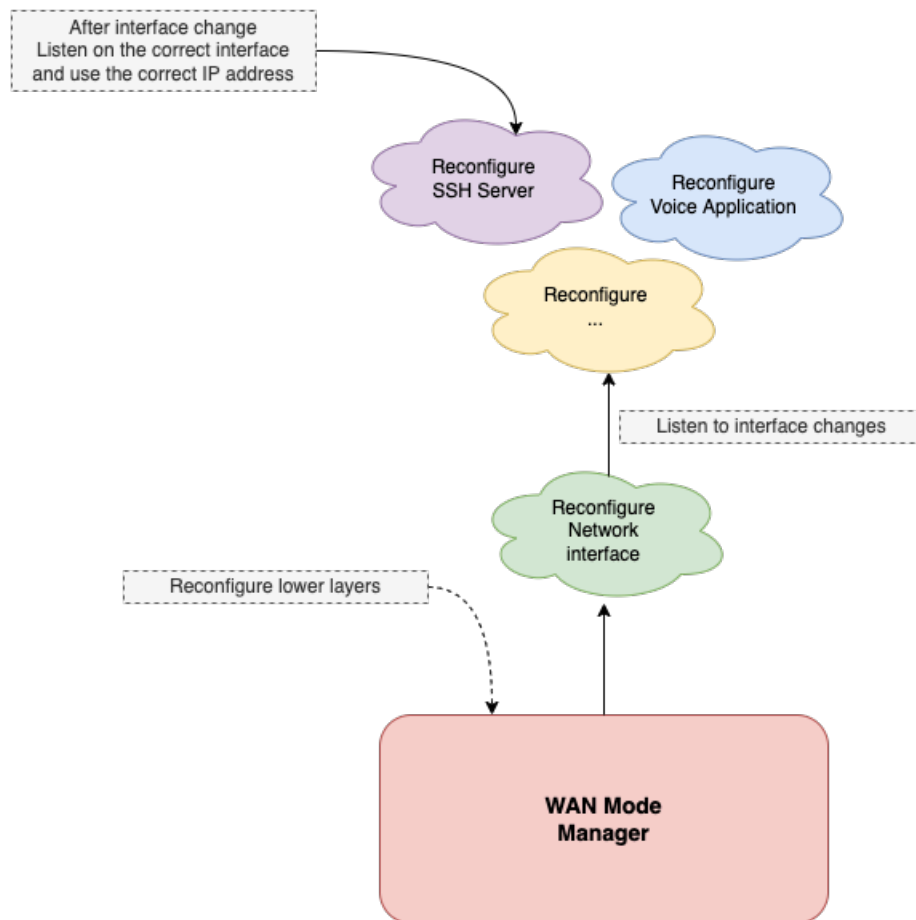 After interface change
Listen on the correct interface
and use the correct IP address
Reconfigure
SSH Server
Reconfigure
Voice Application
Reconfigure
...
Listen to interface changes
Reconfigure
Network
interface
Reconfigure lower layers
WAN Mode
Manager